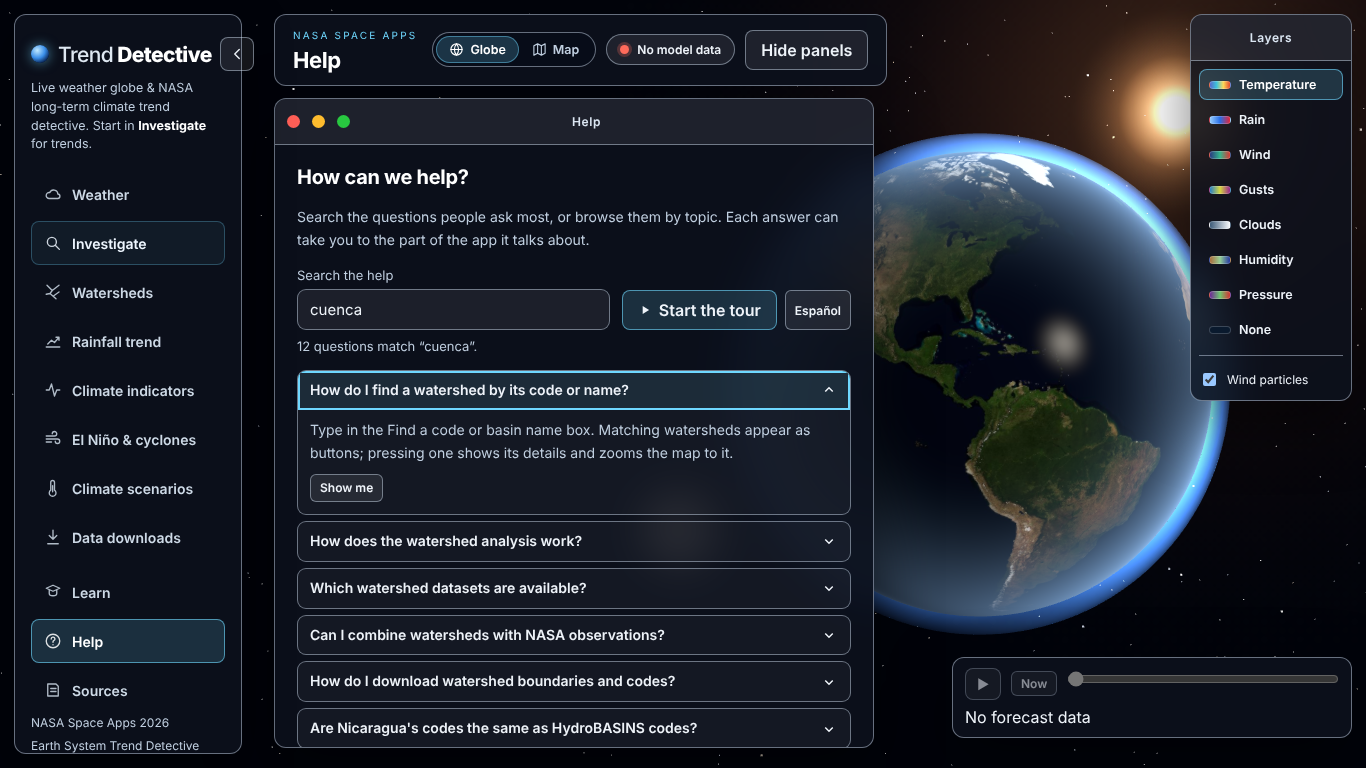 Trend Detective
Live weather globe & NASA
long-term climate trend
detective. Start in Investigate
for trends.
Weather
Investigate
Watersheds
Rainfall trend
Climate indicators
El Niño & cyclones
Climate scenarios
Data downloads
Learn
Help
Sources
NASA Space Apps 2026
Earth System Trend Detective
NASA SPACE APPS
Help
Globe
Map
No model data
Hide panels
Help
How can we help?
Search the questions people ask most, or browse them by topic. Each answer can
take you to the part of the app it talks about.
Search the help
cuenca
Start the tour
Español
12 questions match “cuenca”.
How do I find a watershed by its code or name?
Type in the Find a code or basin name box. Matching watersheds appear as
buttons; pressing one shows its details and zooms the map to it.
Show me
How does the watershed analysis work?
Which watershed datasets are available?
Can I combine watersheds with NASA observations?
How do I download watershed boundaries and codes?
Are Nicaragua's codes the same as HydroBASINS codes?
Layers
Temperature
Rain
Wind
Gusts
Clouds
Humidity
Pressure
None
Wind particles
Now
No forecast data